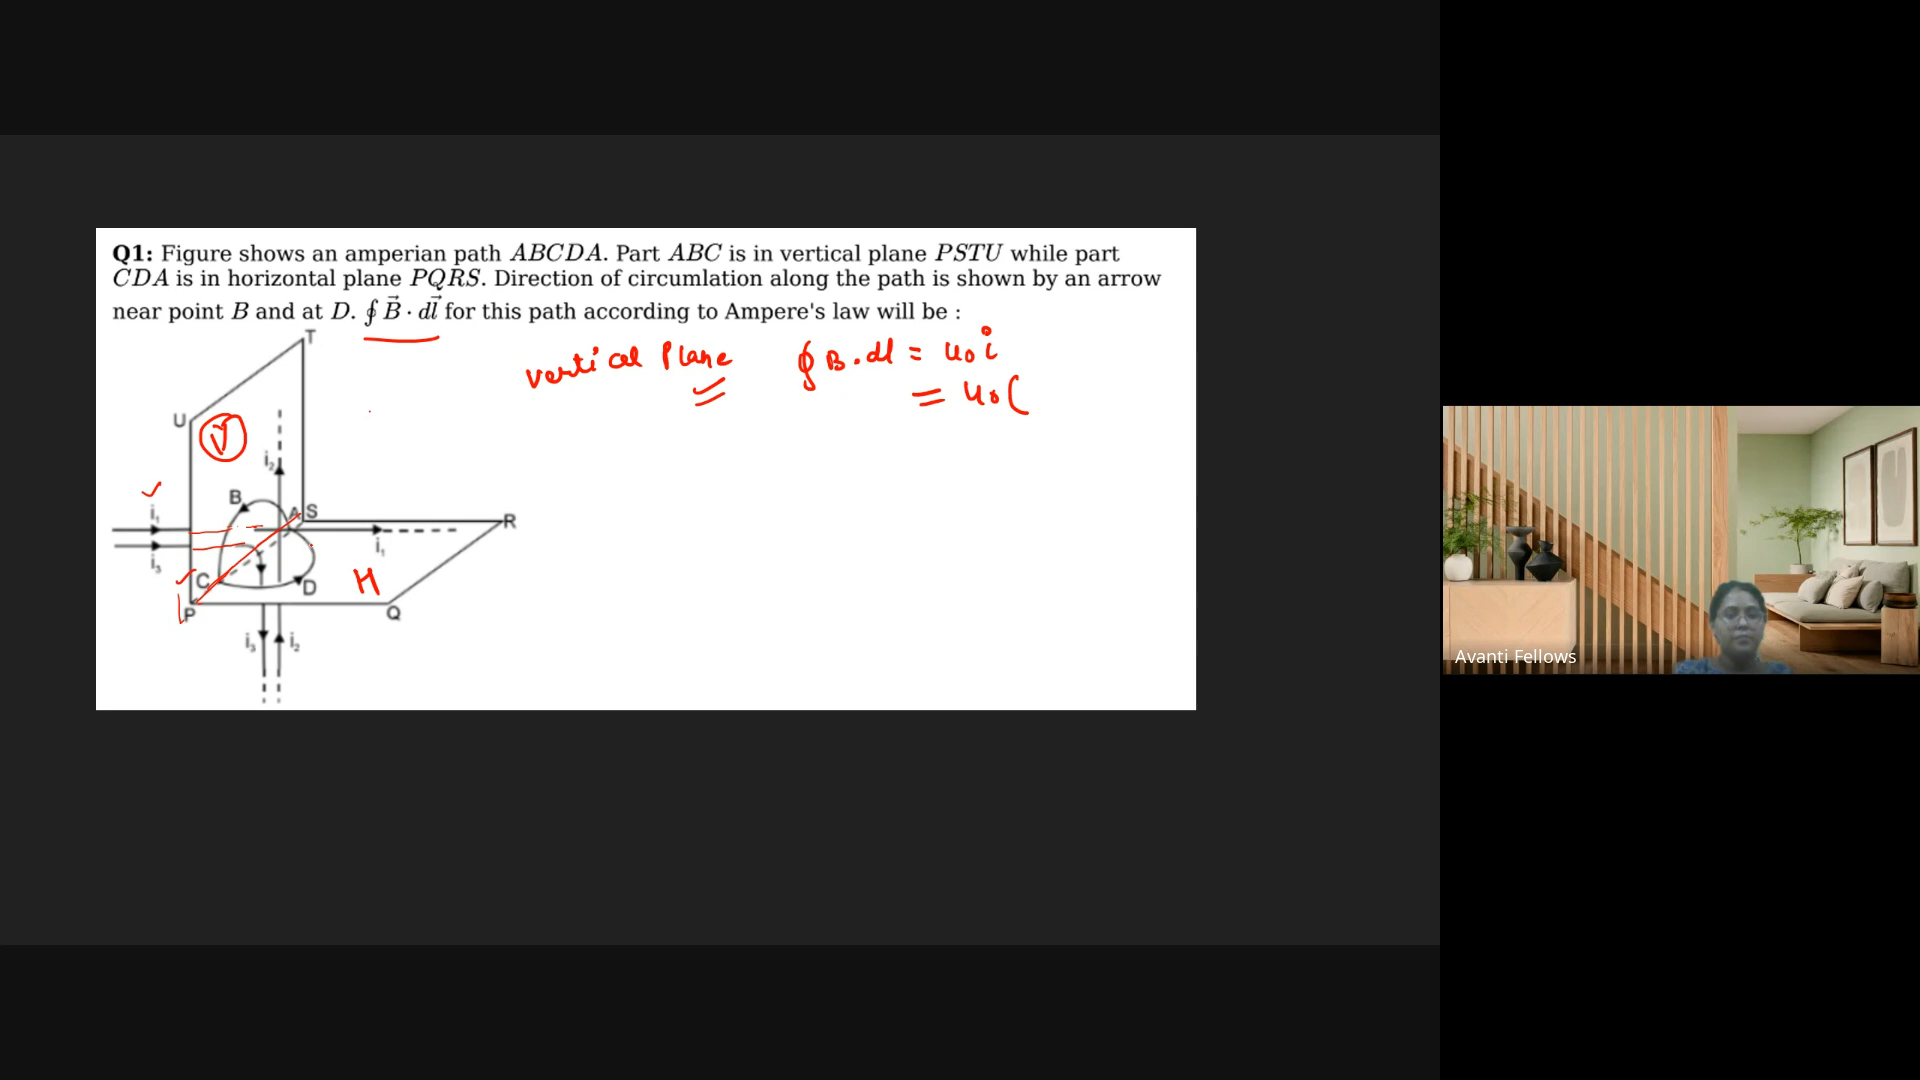 Q1: Figure shows an amperian path ABCDA. Part ABC is in vertical plane PSTU while part
CDA is in horizontal plane PQRS. Direction of circumlation along the path is shown by an arrow
near point B and at D. ∮ B⃗ · dl⃗ for this path according to Ampere's law will be :
T
vertical Plane ∮ B.dl = u₀ i
= u₀(
U
V
i₂
B
i₁
A S
R
i₁
i₃
C
D
H
P
Q
i₃ i₂
Avanti Fellows